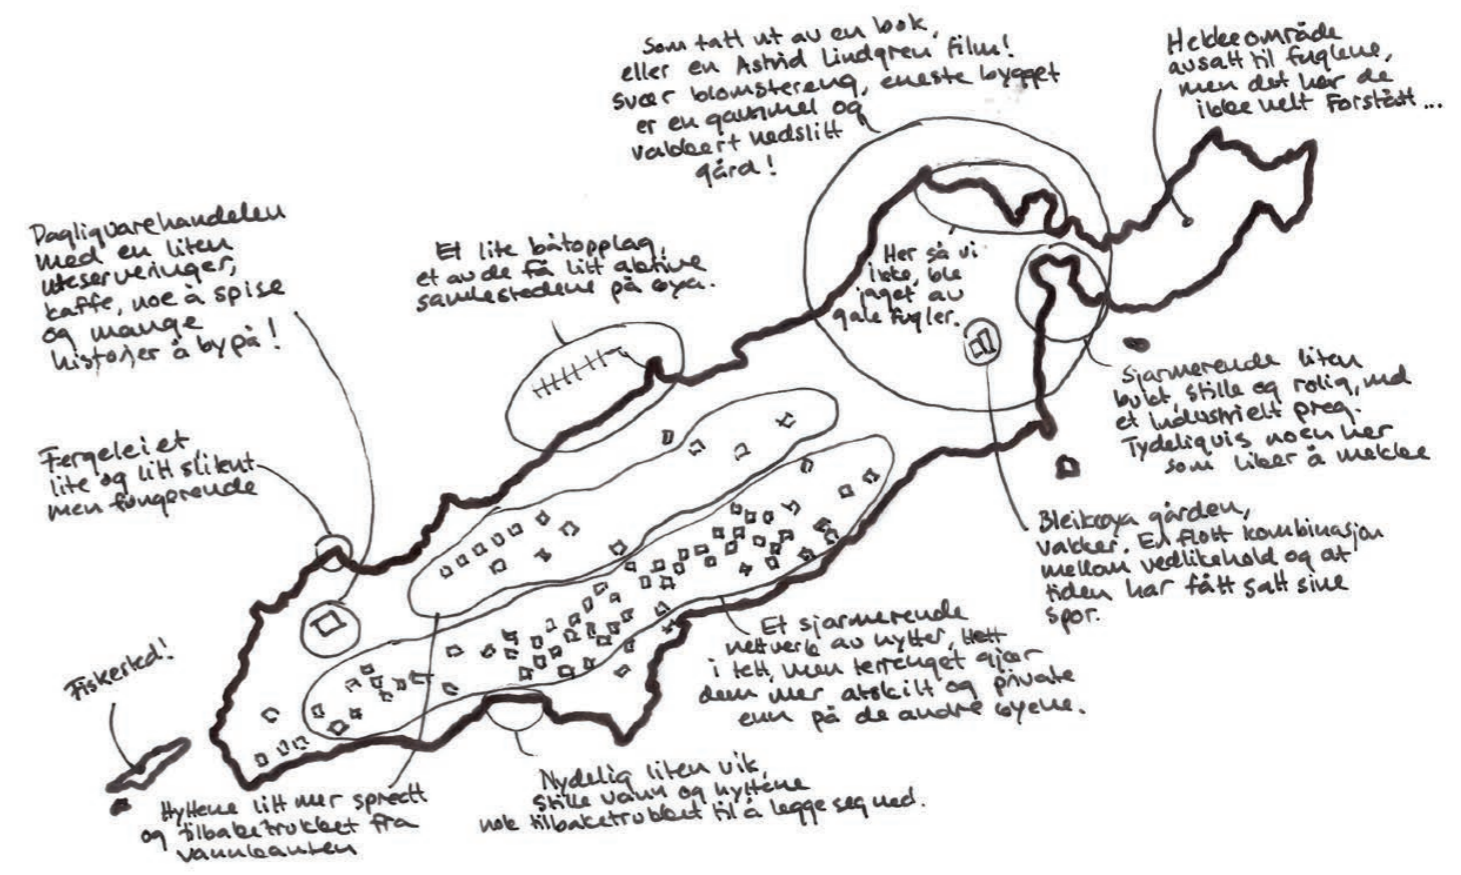 Som tatt ut av en bok,
eller en Astrid Lindgren film!
svær blomstereng, eneste bygget
er en gammel og
vakkert nedslitt
gård!
Hekkeområde
avsatt til fuglene,
men det har de
ikke helt forstått...
Dagligvarehandelen
med en liten
uteserveringer,
kaffe, noe å spise
og mange
historjer å by på!
Et lite båtopplag,
et av de få litt aktive
samlestedene på øya.
Her så vi
ikke, ble
jaget av
gale fugler.
Sjarmerende liten
bukt, stille og rolig, med
et industrielt preg.
Tydeligvis noen her
som liker å mekke
Fergeleiet,
lite og litt slitent
men fungerende
Bleikøya gården,
vakker. En flott kombinasjon
mellom vedlikehold og at
tiden har fått satt sine
spor.
Et sjarmerende
nettverk av hytter, tett
i tett, men terrenget gjør
dem mer atskilt og private
enn på de andre øyene.
Fiskested!
Nydelig liten vik,
stille vann og hyttene
nok tilbaketrukket til å legge seg ned.
Hyttene litt mer spredt
og tilbaketrukket fra
vannkanten